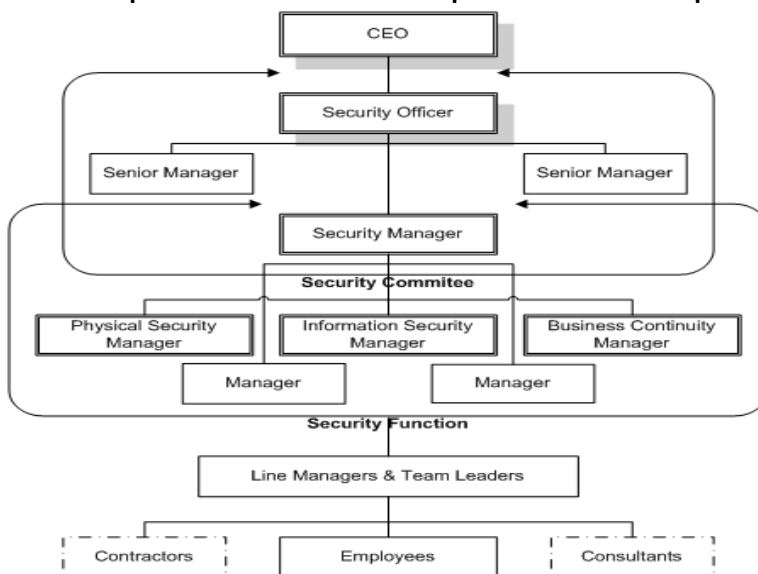 CEO
Security Officer
Senior Manager
Senior Manager
Security Manager
Security Commitee
Physical Security
Manager
Information Security
Manager
Business Continuity
Manager
Manager
Manager
Security Function
Line Managers & Team Leaders
Contractors
Employees
Consultants